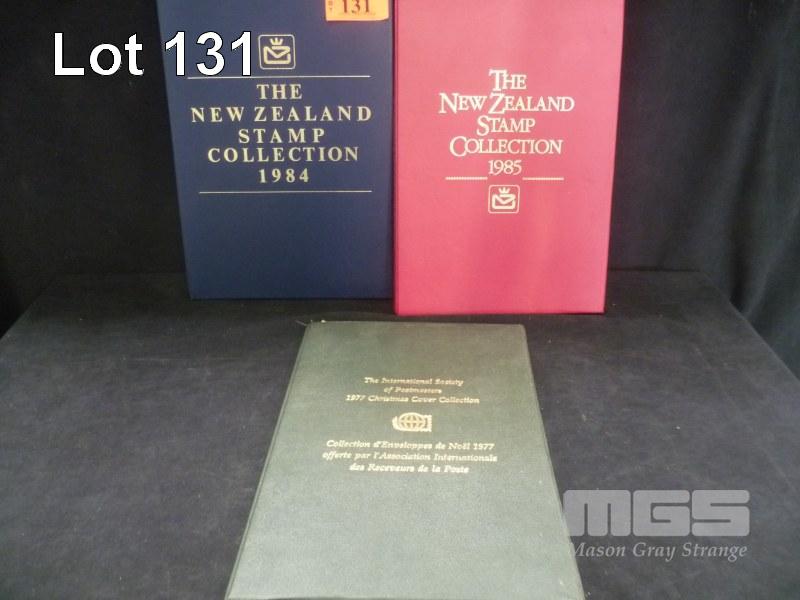 Lot 131
131
THE
NEW ZEALAND
STAMP
COLLECTION
1984
THE
NEW ZEALAND
STAMP
COLLECTION
1985
The International Society
of Postmasters
1977 Christmas Cover Collection
Collection d'Enveloppes de Noël 1977
offerte par l'Association Internationale
des Receveurs de la Poste
MGS
Mason Gray Strange